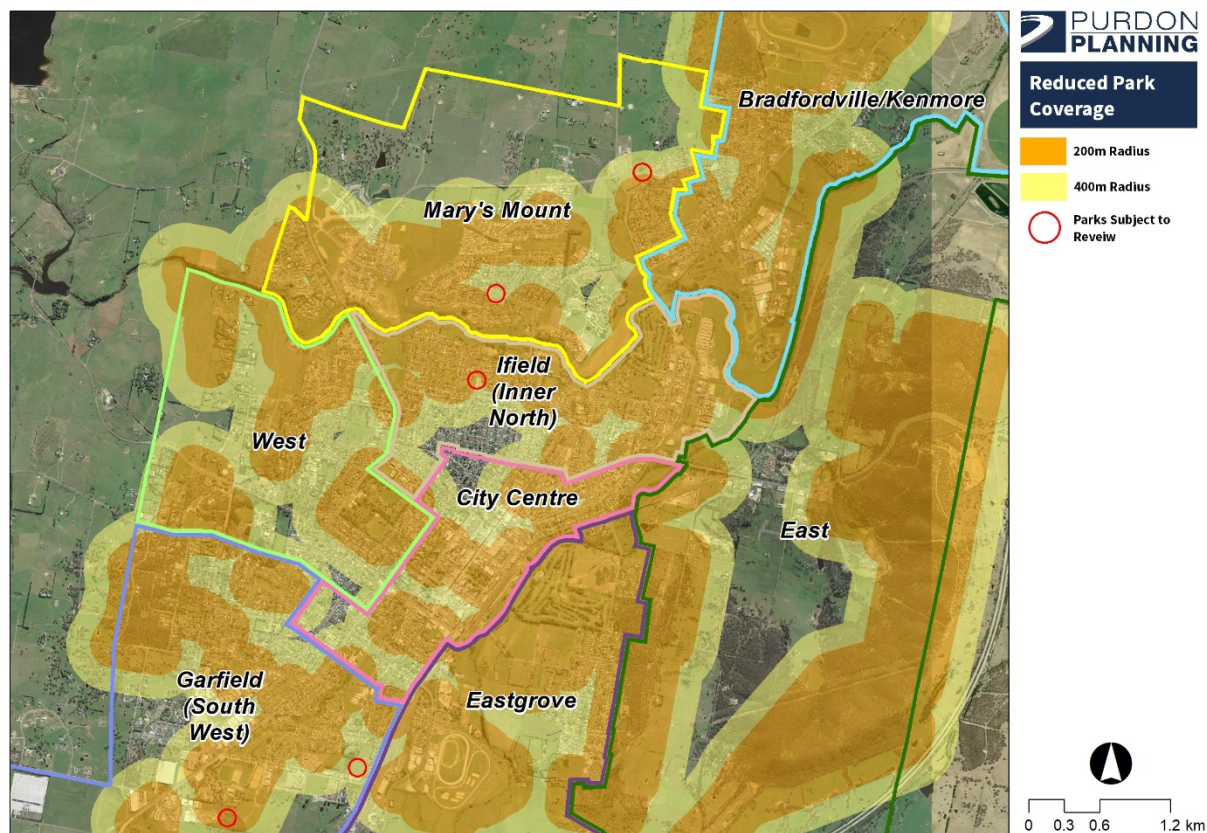 PURDON
PLANNING
Reduced Park
Coverage
200m Radius
400m Radius
Parks Subject to
Reveiw
Bradfordville/Kenmore
Mary's Mount
Ifield
(Inner
North)
West
City Centre
East
Garfield
(South
West)
Eastgrove
0 0.3 0.6 1.2 km